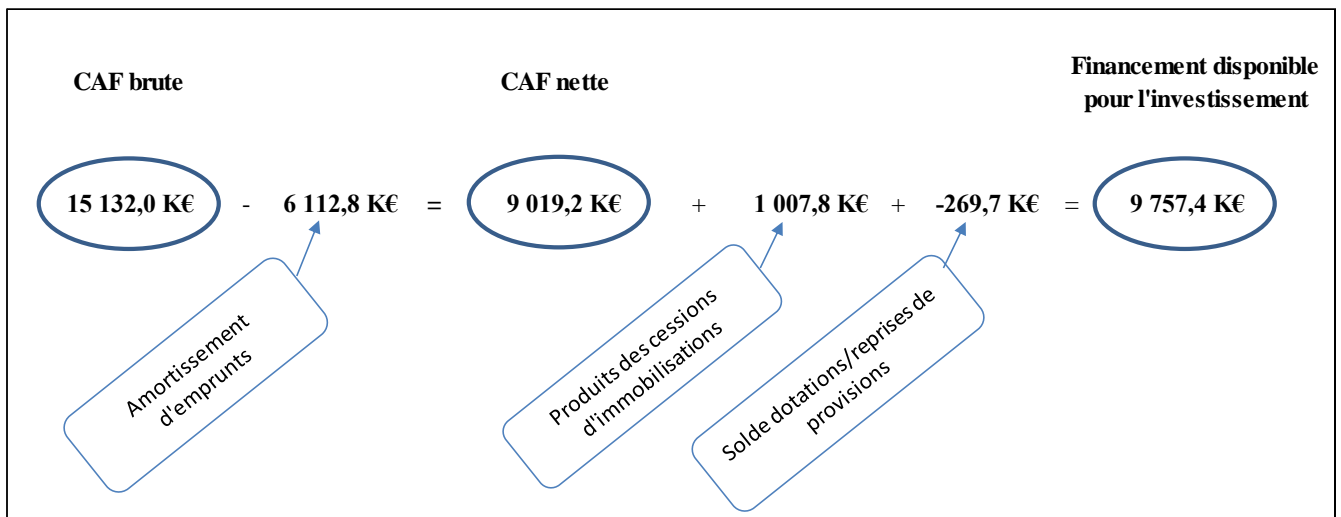 CAF brute
CAF nette
Financement disponible
pour l'investissement
15 132,0 K€ - 6 112,8 K€ = 9 019,2 K€ + 1 007,8 K€ + -269,7 K€ = 9 757,4 K€
Amortissement
d'emprunts
Produits des cessions
d'immobilisations
Solde dotations/reprises de
provisions